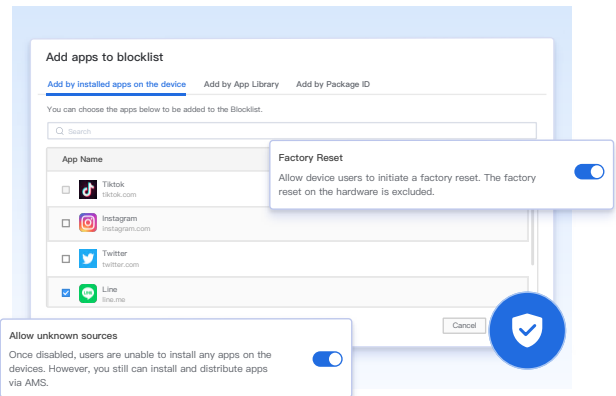 Add apps to blocklist
Add by installed apps on the device Add by App Library Add by Package ID
You can choose the apps below to be added to the Blocklist.
Search
App Name
Tiktok
tiktok.com
Instagram
instagram.com
Twitter
twitter.com
Line
line.me
Cancel
Factory Reset
Allow device users to initiate a factory reset. The factory
reset on the hardware is excluded.
Allow unknown sources
Once disabled, users are unable to install any apps on the
devices. However, you still can install and distribute apps
via AMS.